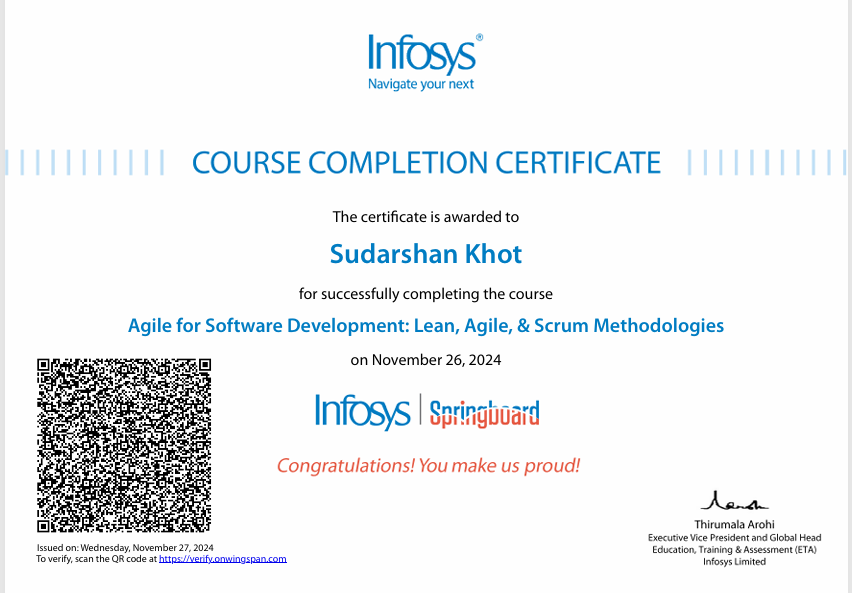 Infosys®
Navigate your next
COURSE COMPLETION CERTIFICATE
The certificate is awarded to
Sudarshan Khot
for successfully completing the course
Agile for Software Development: Lean, Agile, & Scrum Methodologies
on November 26, 2024
Infosys | Springboard
Congratulations! You make us proud!
Thirumala Arohi
Executive Vice President and Global Head
Education, Training & Assessment (ETA)
Infosys Limited
Issued on: Wednesday, November 27, 2024
To verify, scan the QR code at https://verify.onwingspan.com